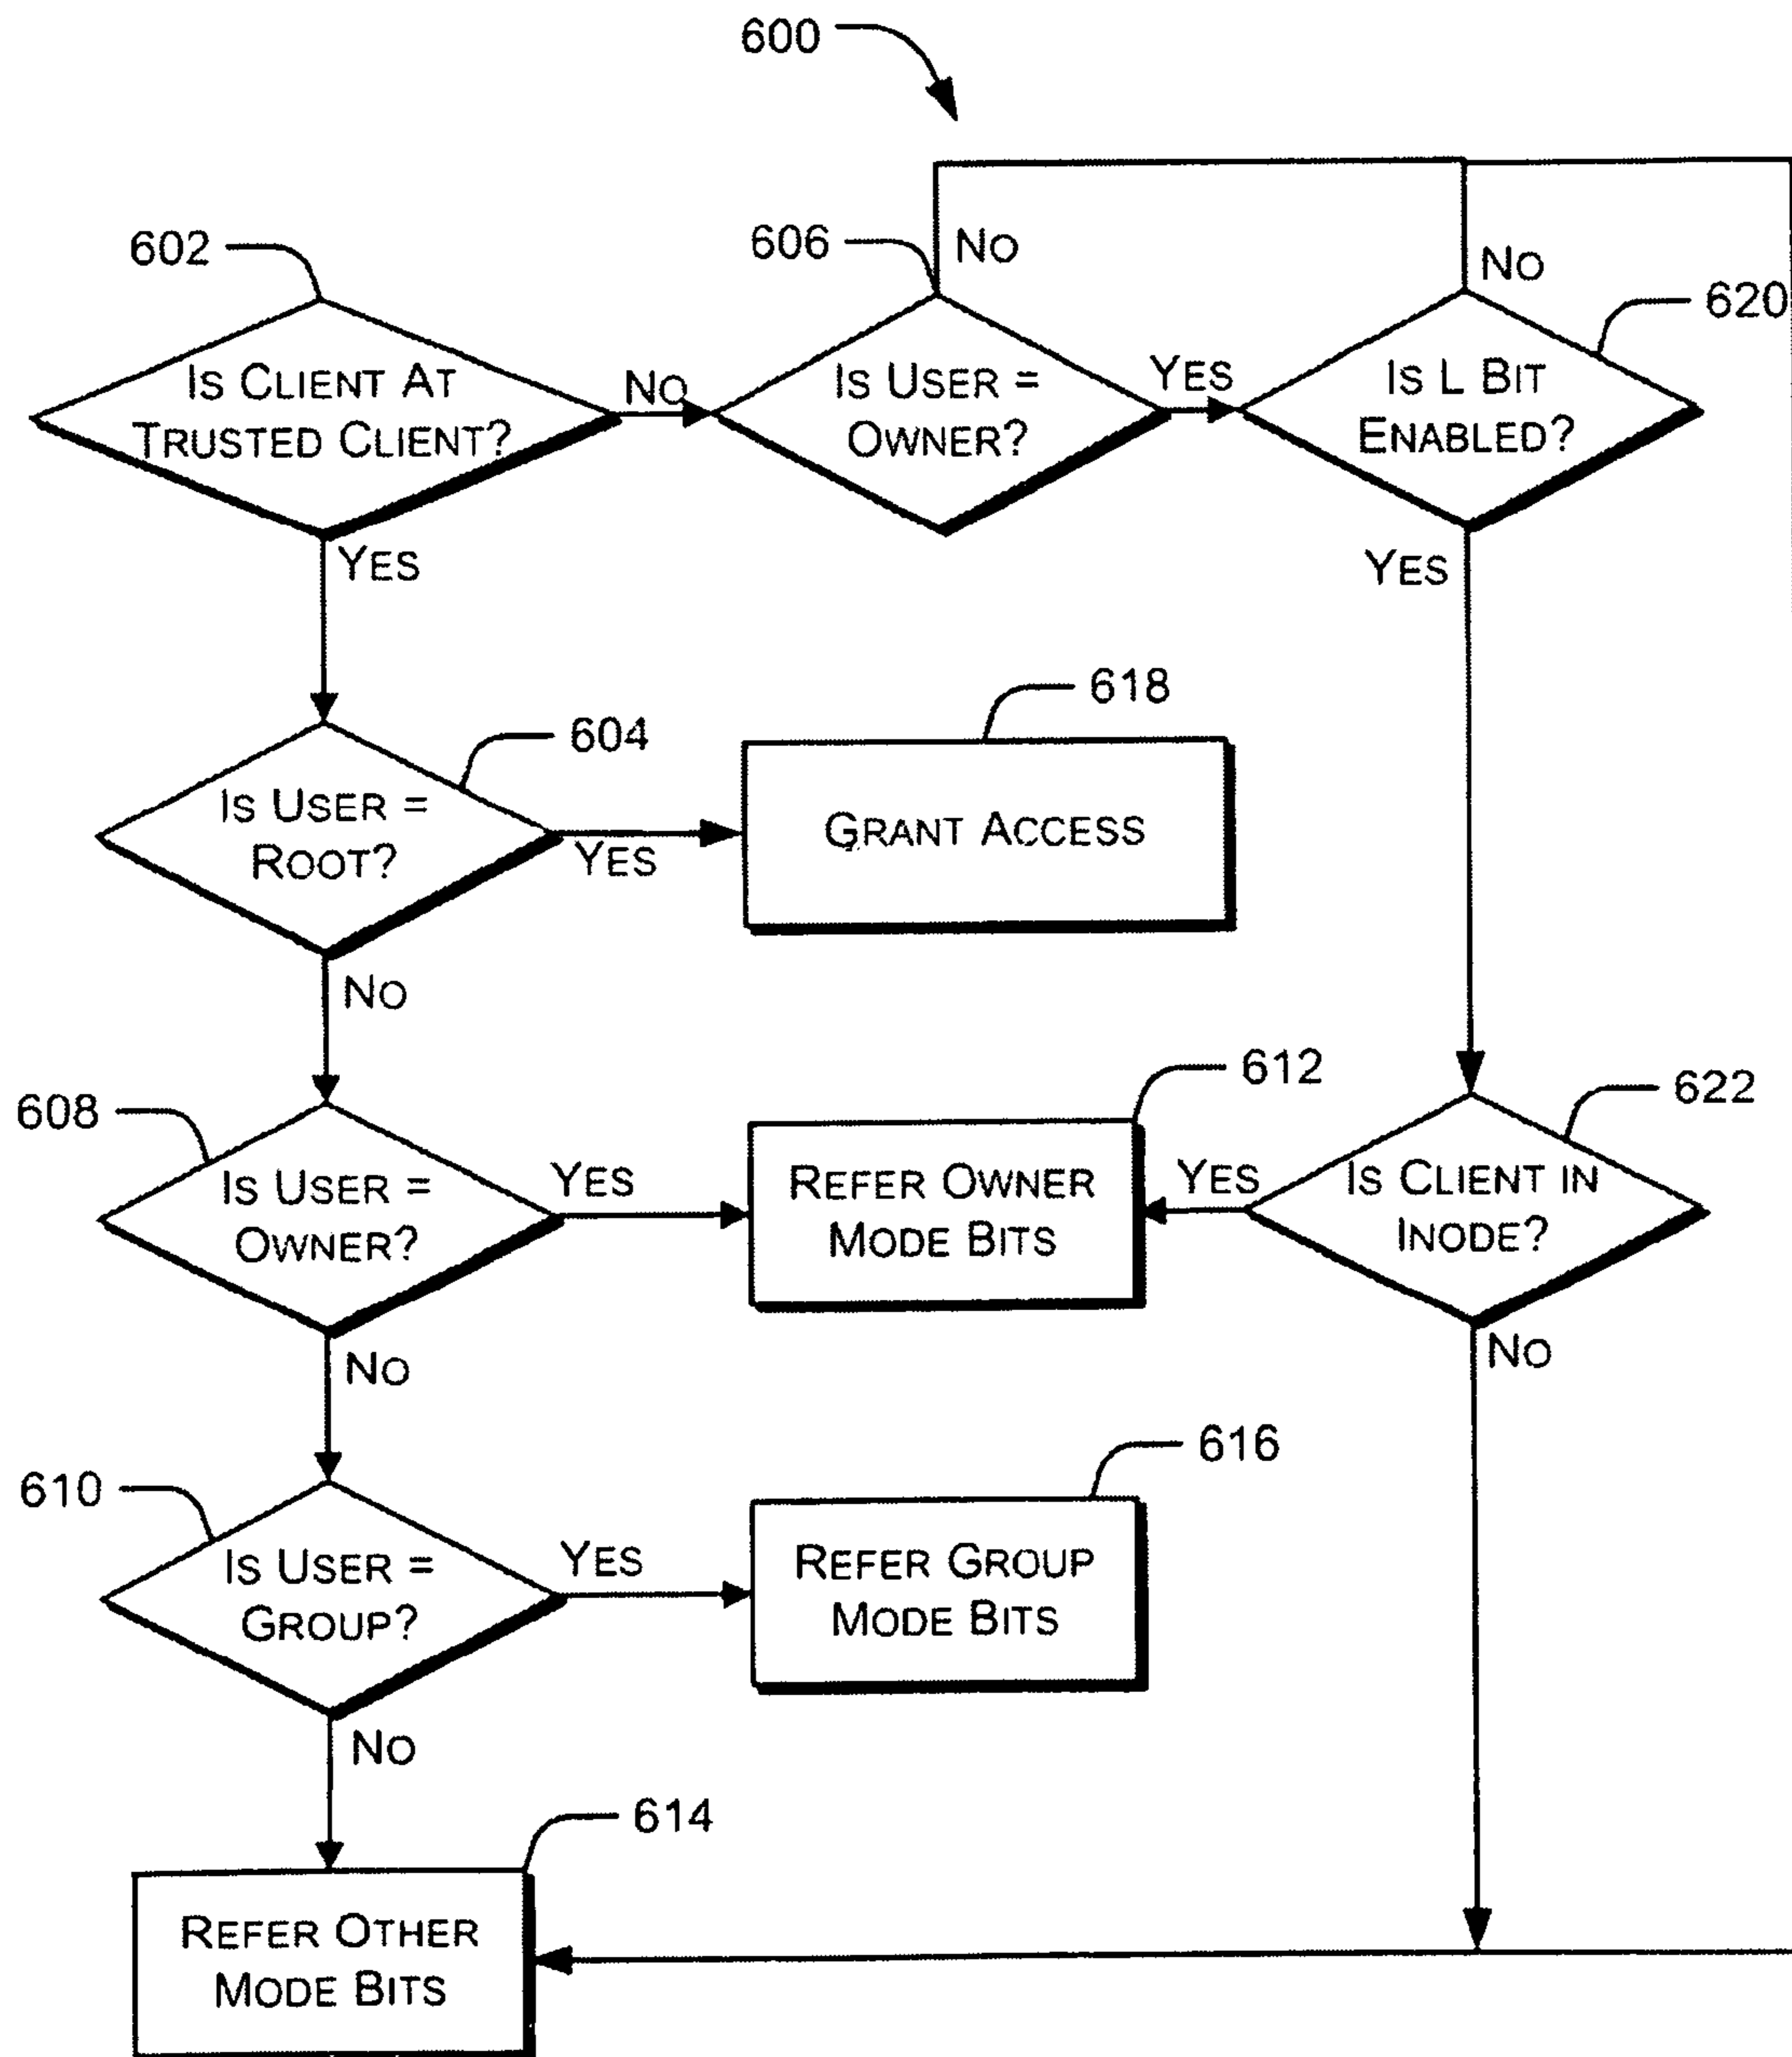 600
602
606
NO
NO
620
IS CLIENT AT
TRUSTED CLIENT?
NO
IS USER =
OWNER?
YES
IS L BIT
ENABLED?
YES
YES
618
604
IS USER =
ROOT?
YES
GRANT ACCESS
NO
612
622
608
IS USER =
OWNER?
YES
REFER OWNER
MODE BITS
YES
IS CLIENT IN
INODE?
NO
NO
616
610
IS USER =
GROUP?
YES
REFER GROUP
MODE BITS
NO
614
REFER OTHER
MODE BITS